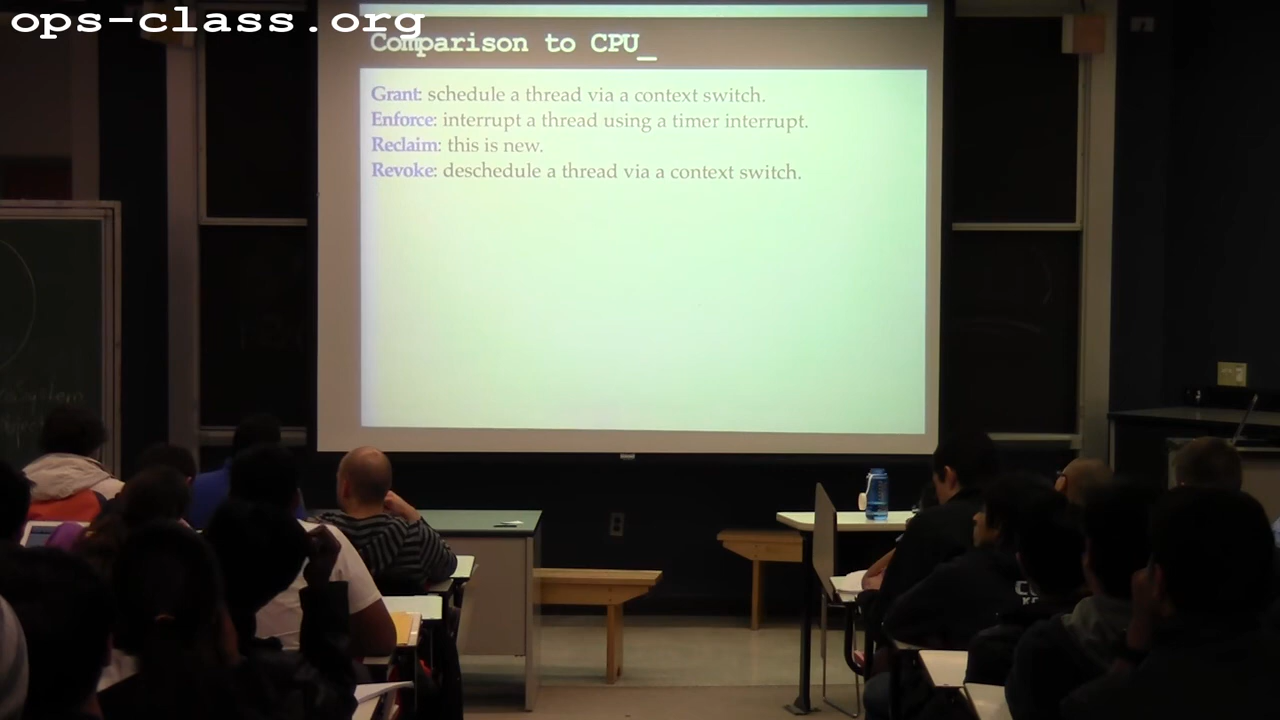 ops-class.org
Comparison to CPU_
Grant: schedule a thread via a context switch.
Enforce: interrupt a thread using a timer interrupt.
Reclaim: this is new.
Revoke: deschedule a thread via a context switch.